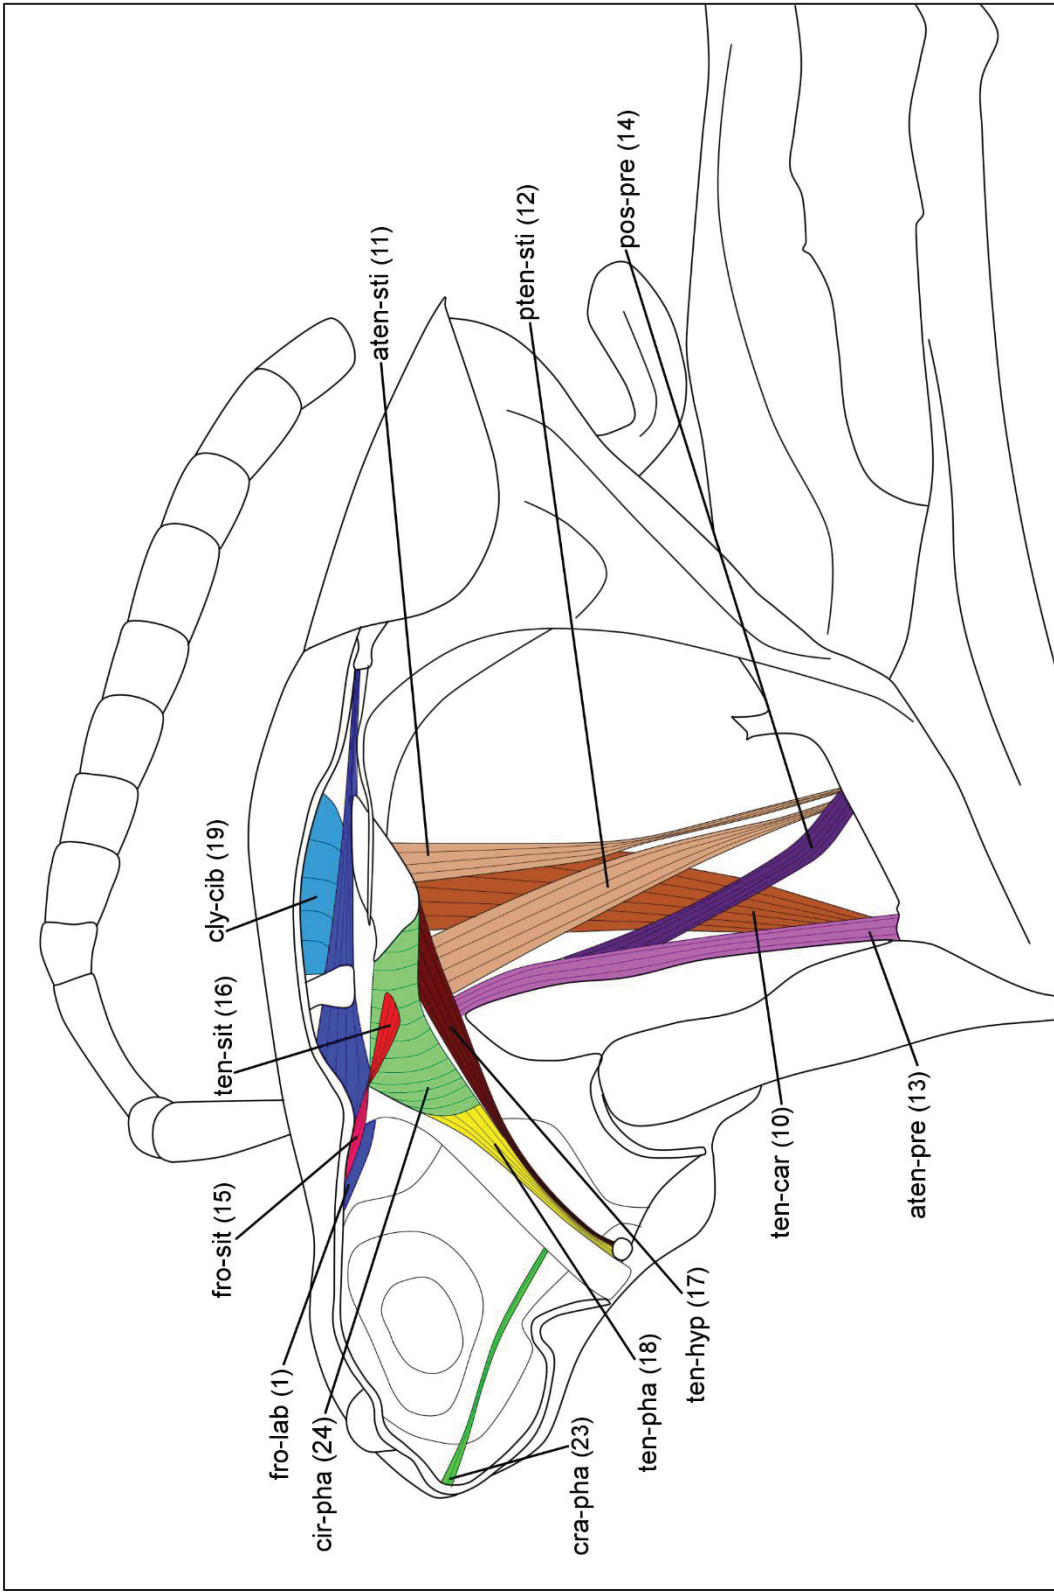 fro-lab (1)
cir-pha (24)
fro-sit (15)
ten-sit (16)
cly-cib (19)
aten-sti (11)
pten-sti (12)
pos-pre (14)
cra-pha (23)
ten-pha (18)
ten-hyp (17)
ten-car (10)
aten-pre (13)